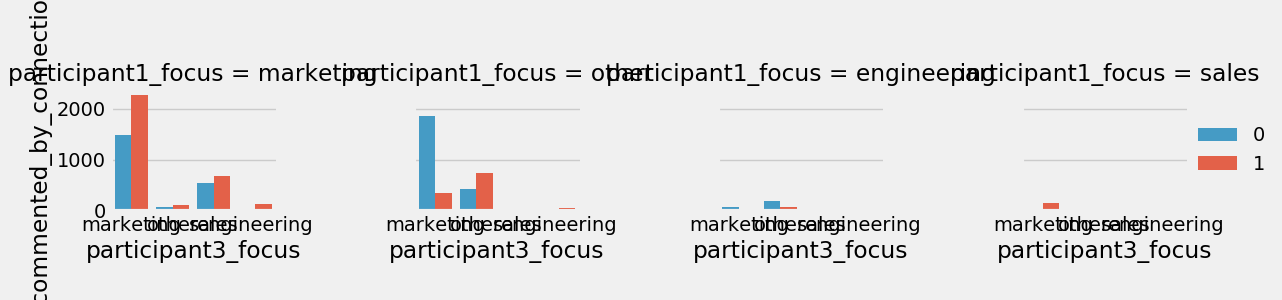 commented_by_connectio
participant1_focus = marketing
participant1_focus = other
participant1_focus = engineering
participant1_focus = sales
2000
1000
0
marketing other sales engineering
marketing other sales engineering
marketing other sales engineering
marketing other sales engineering
participant3_focus
participant3_focus
participant3_focus
participant3_focus
0
1